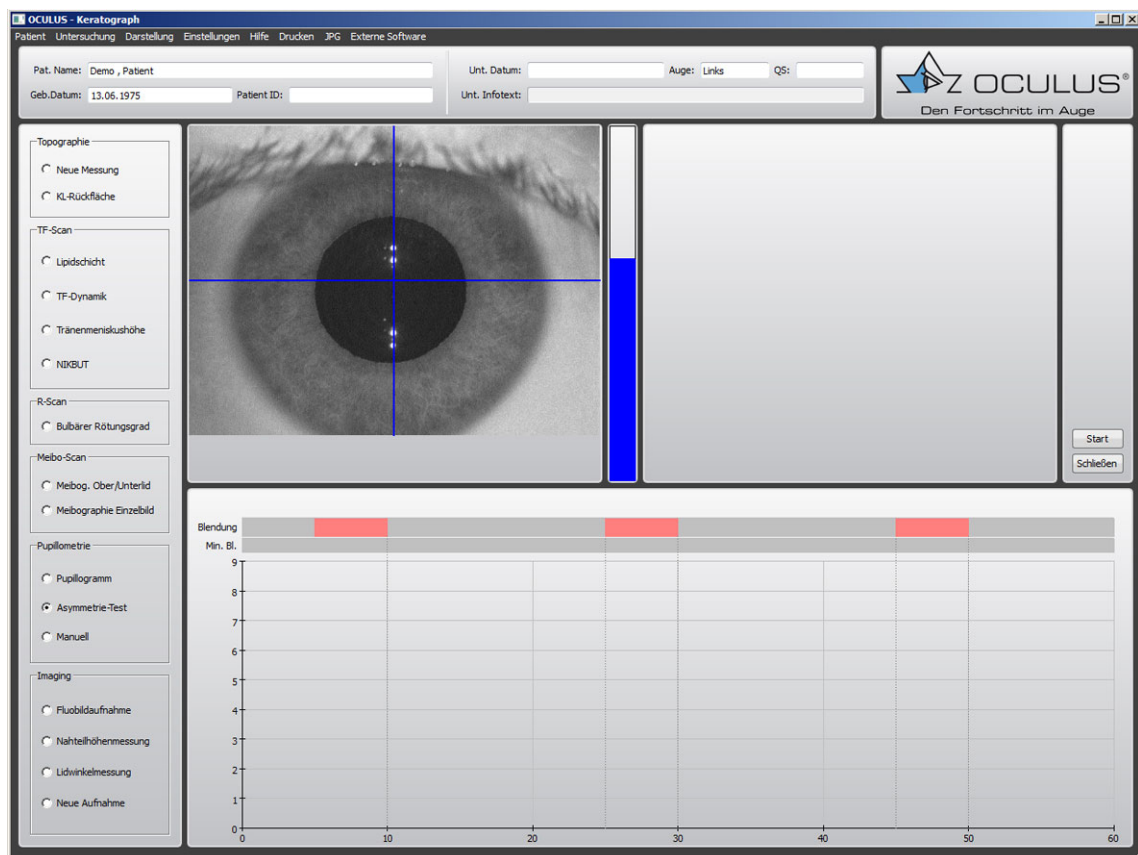 OCULUS - Keratograph
Patient Untersuchung Darstellung Einstellungen Hilfe Drucken JPG Externe Software
Pat. Name: Demo , Patient
Unt. Datum: Auge: Links QS:
Geb.Datum: 13.06.1975 Patient ID:
Unt. Infotext:
OCULUS®
Den Fortschritt im Auge
Topographie
Neue Messung
KL-Rückfläche
TF-Scan
Lipidschicht
TF-Dynamik
Tränenmeniskushöhe
NIKBUT
R-Scan
Bulbärer Rötungsgrad
Meibo-Scan
Meibog. Ober/Unterlid
Meibographie Einzelbild
Pupillometrie
Pupillogramm
Asymmetrie-Test
Manuell
Imaging
Fluobildaufnahme
Nahteilhöhenmessung
Lidwinkelmessung
Neue Aufnahme
Start
Schließen
Blendung
Min. Bl.
9
8
7
6
5
4
3
2
1
0
0 10 20 30 40 50 60